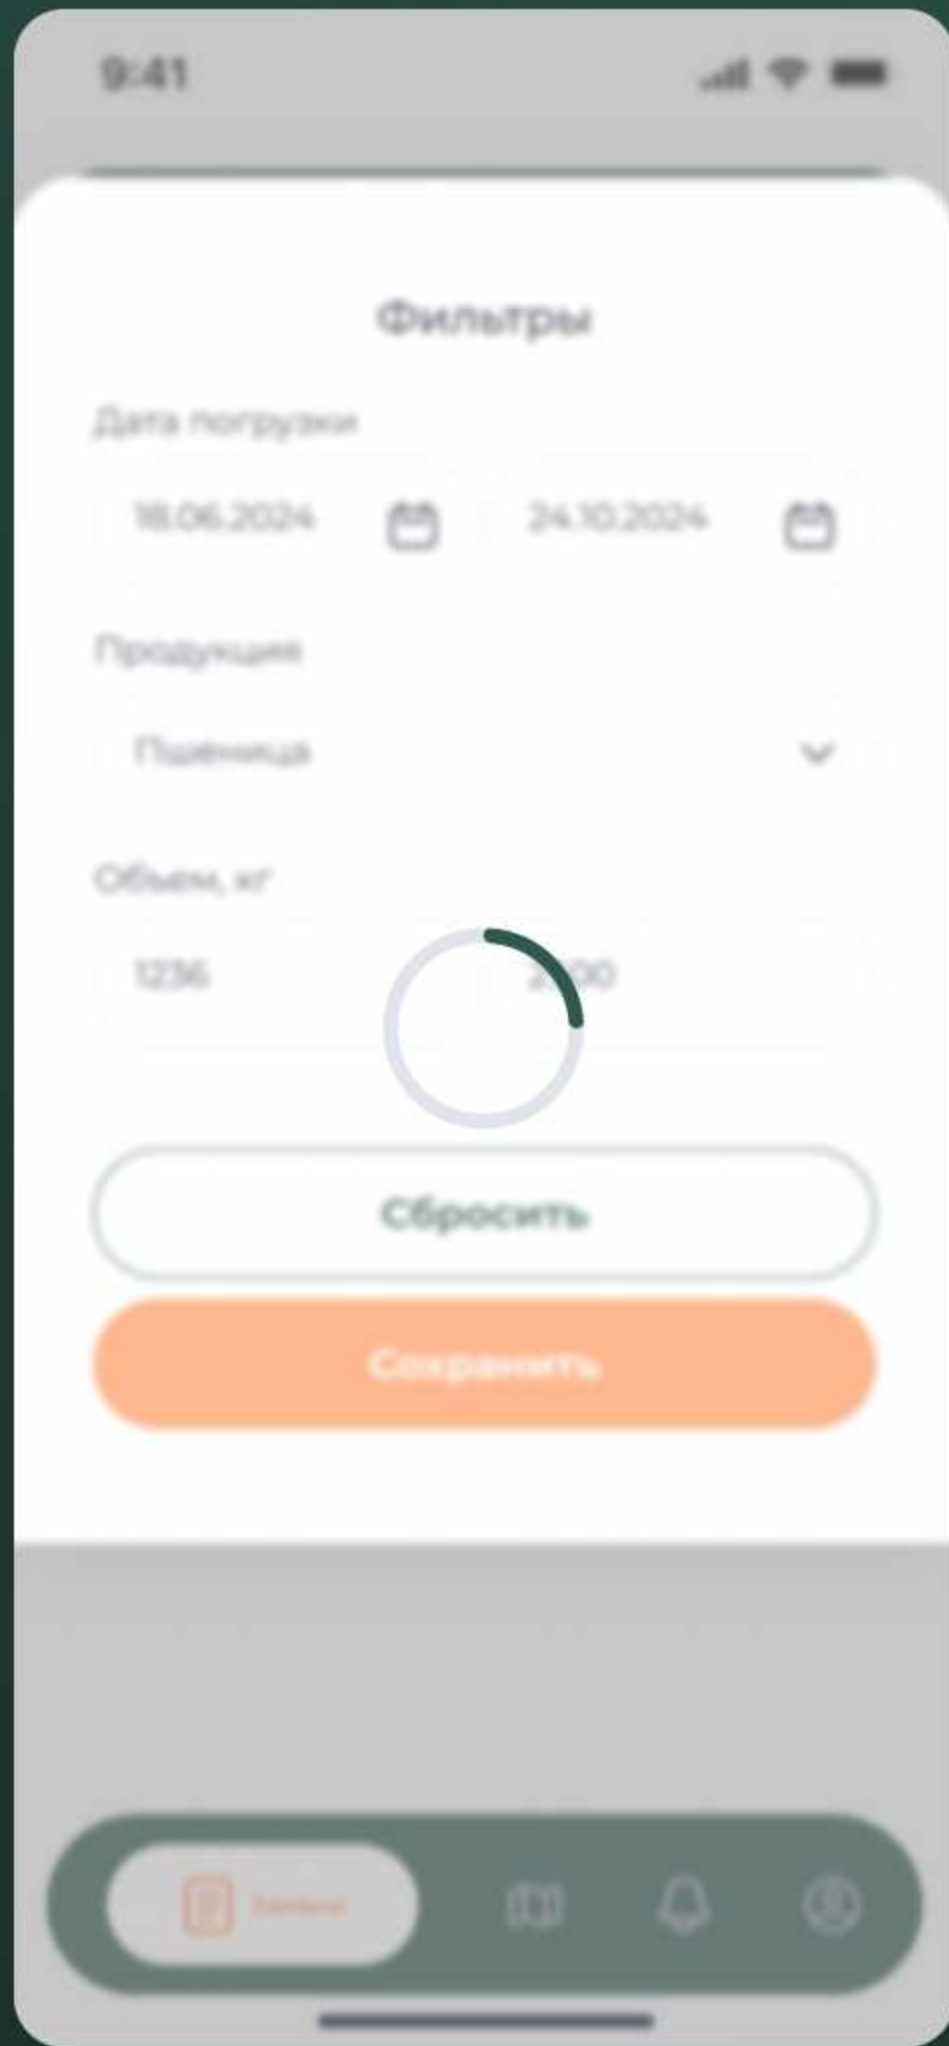 9:41
Фильтры
Дата погрузки
18.06.2024 24.10.2024
Продукция
Пшеница
Объем, кг
1236
Сбросить
Сохранить